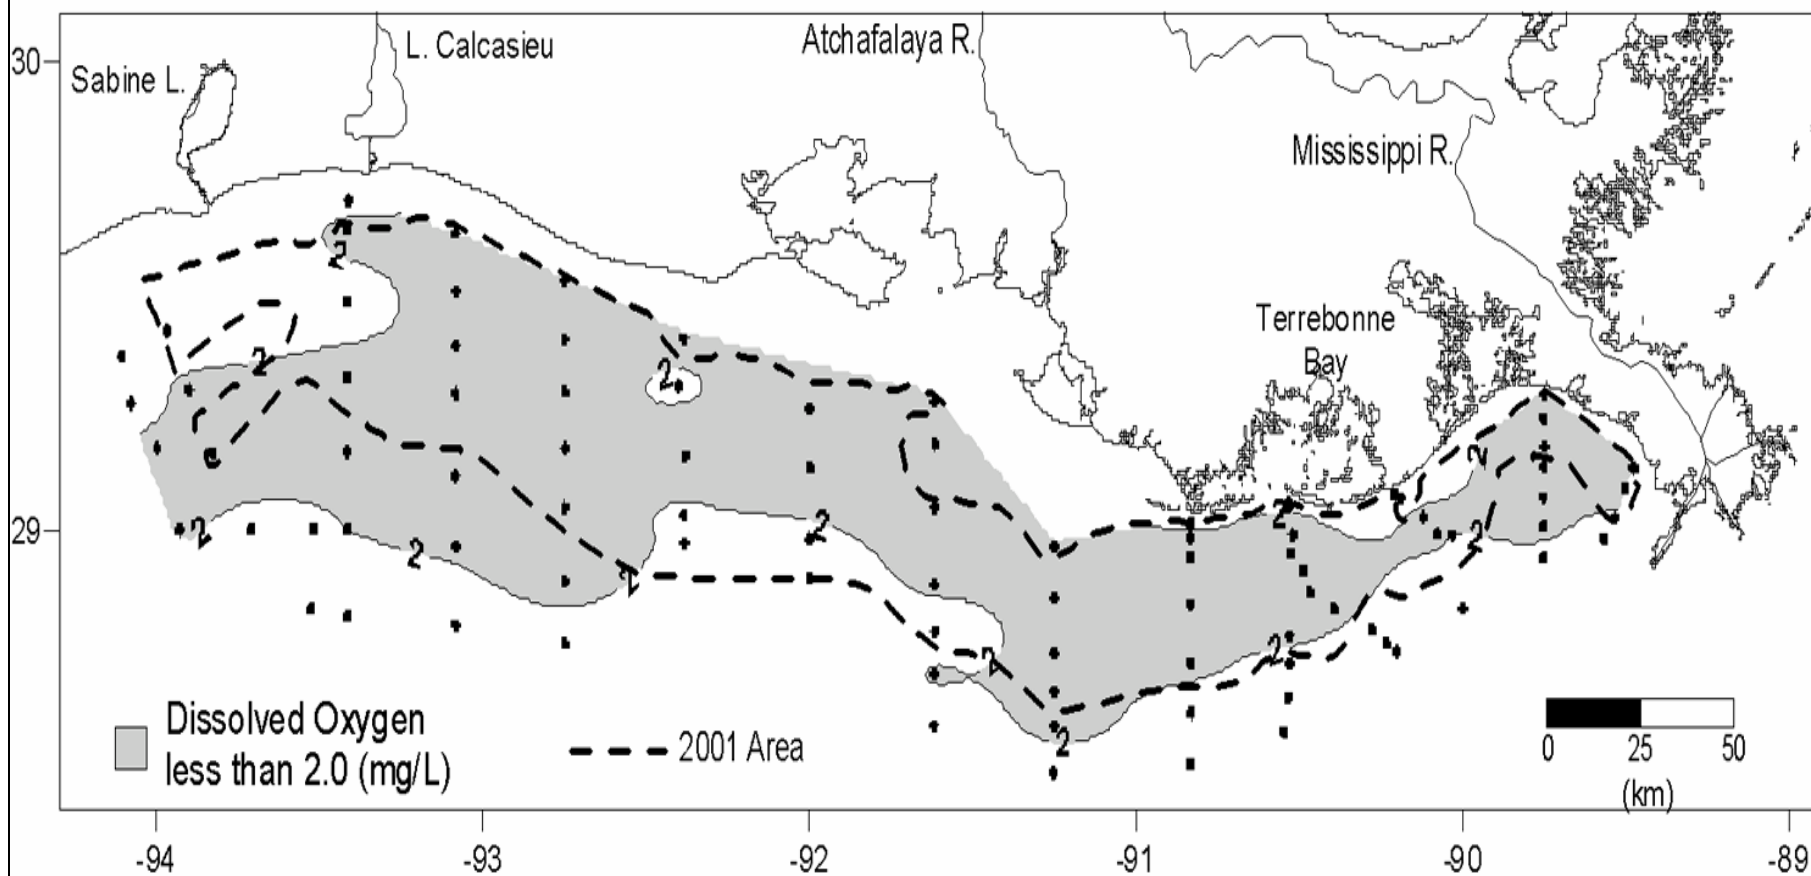 30
29
Sabine L.
L. Calcasieu
Atchafalaya R.
Mississippi R.
Terrebonne
Bay
2
2
2
2
2
2
2
2
2
2
2
2
2
2
Dissolved Oxygen
less than 2.0 (mg/L)
2001 Area
0 25 50
(km)
-94 -93 -92 -91 -90 -89